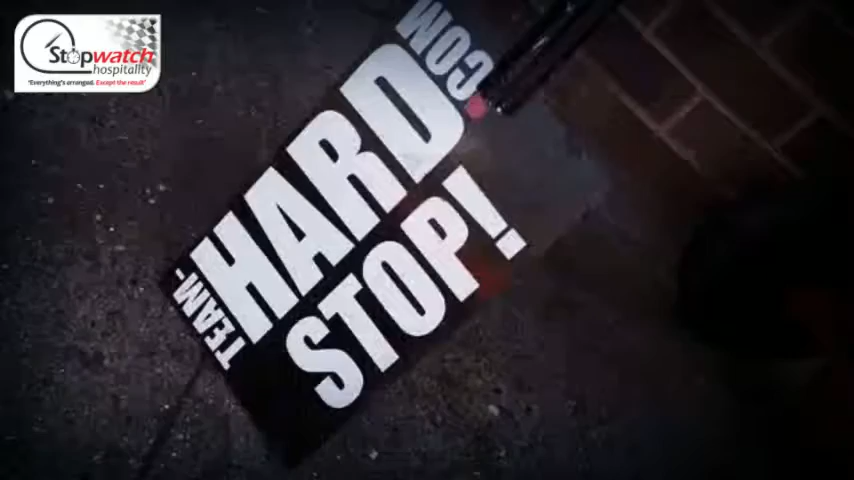 Stopwatch
hospitality
"Everything's arranged. Except the result"
TEAM-
HARD
.COM
STOP!